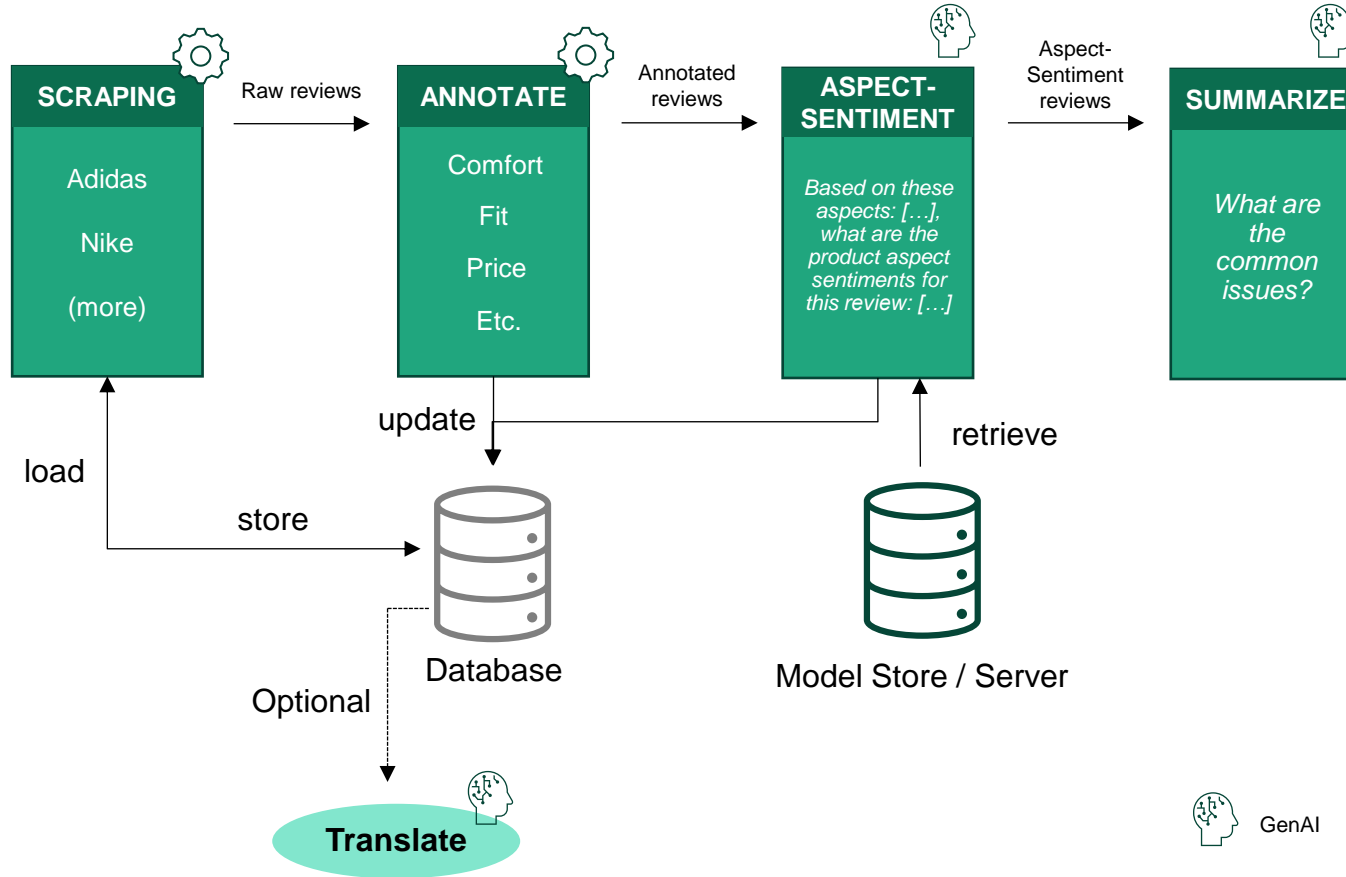 SCRAPING
Adidas
Nike
(more)
Raw reviews
ANNOTATE
Comfort
Fit
Price
Etc.
Annotated
reviews
ASPECT-
SENTIMENT
Based on these
aspects: […],
what are the
product aspect
sentiments for
this review: […]
Aspect-
Sentiment
reviews
SUMMARIZE
What are
the
common
issues?
load
store
update
retrieve
Database
Model Store / Server
Optional
Translate
GenAI